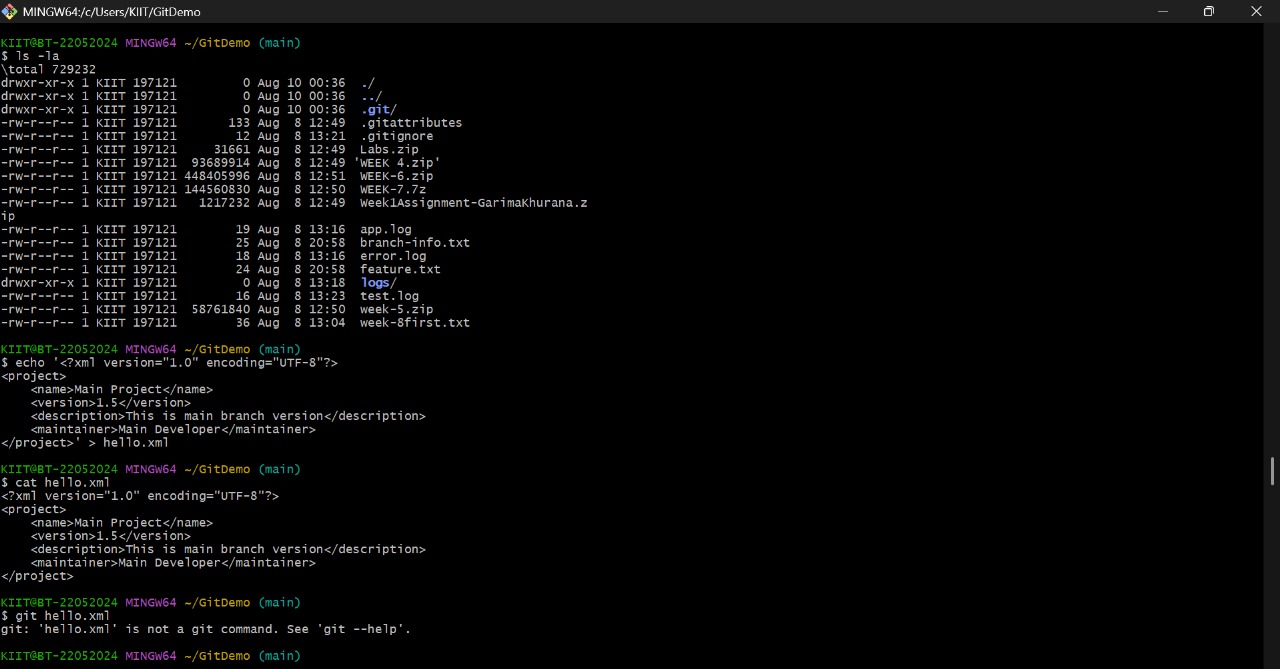 MINGW64:/c/Users/KIIT/GitDemo
KIIT@BT-22052024 MINGW64 ~/GitDemo (main)
$ ls -la
\total 729232
drwxr-xr-x 1 KIIT 197121         0 Aug 10 00:36  ./
drwxr-xr-x 1 KIIT 197121         0 Aug 10 00:36  ../
drwxr-xr-x 1 KIIT 197121         0 Aug 10 00:36  .git/
-rw-r--r-- 1 KIIT 197121       133 Aug  8 12:49  .gitattributes
-rw-r--r-- 1 KIIT 197121        12 Aug  8 13:21  .gitignore
-rw-r--r-- 1 KIIT 197121     31661 Aug  8 12:49  Labs.zip
-rw-r--r-- 1 KIIT 197121  93689914 Aug  8 12:49 'WEEK 4.zip'
-rw-r--r-- 1 KIIT 197121 448405996 Aug  8 12:51  WEEK-6.zip
-rw-r--r-- 1 KIIT 197121 144560830 Aug  8 12:50  WEEK-7.7z
-rw-r--r-- 1 KIIT 197121   1217232 Aug  8 12:49  Week1Assignment-GarimaKhurana.z
ip
-rw-r--r-- 1 KIIT 197121        19 Aug  8 13:16  app.log
-rw-r--r-- 1 KIIT 197121        25 Aug  8 20:58  branch-info.txt
-rw-r--r-- 1 KIIT 197121        18 Aug  8 13:16  error.log
-rw-r--r-- 1 KIIT 197121        24 Aug  8 20:58  feature.txt
drwxr-xr-x 1 KIIT 197121         0 Aug  8 13:18  logs/
-rw-r--r-- 1 KIIT 197121        16 Aug  8 13:23  test.log
-rw-r--r-- 1 KIIT 197121  58761840 Aug  8 12:50  week-5.zip
-rw-r--r-- 1 KIIT 197121        36 Aug  8 13:04  week-8first.txt
KIIT@BT-22052024 MINGW64 ~/GitDemo (main)
$ echo '<?xml version="1.0" encoding="UTF-8"?>
<project>
    <name>Main Project</name>
    <version>1.5</version>
    <description>This is main branch version</description>
    <maintainer>Main Developer</maintainer>
</project>' > hello.xml
KIIT@BT-22052024 MINGW64 ~/GitDemo (main)
$ cat hello.xml
<?xml version="1.0" encoding="UTF-8"?>
<project>
    <name>Main Project</name>
    <version>1.5</version>
    <description>This is main branch version</description>
    <maintainer>Main Developer</maintainer>
</project>
KIIT@BT-22052024 MINGW64 ~/GitDemo (main)
$ git hello.xml
git: 'hello.xml' is not a git command. See 'git --help'.
KIIT@BT-22052024 MINGW64 ~/GitDemo (main)